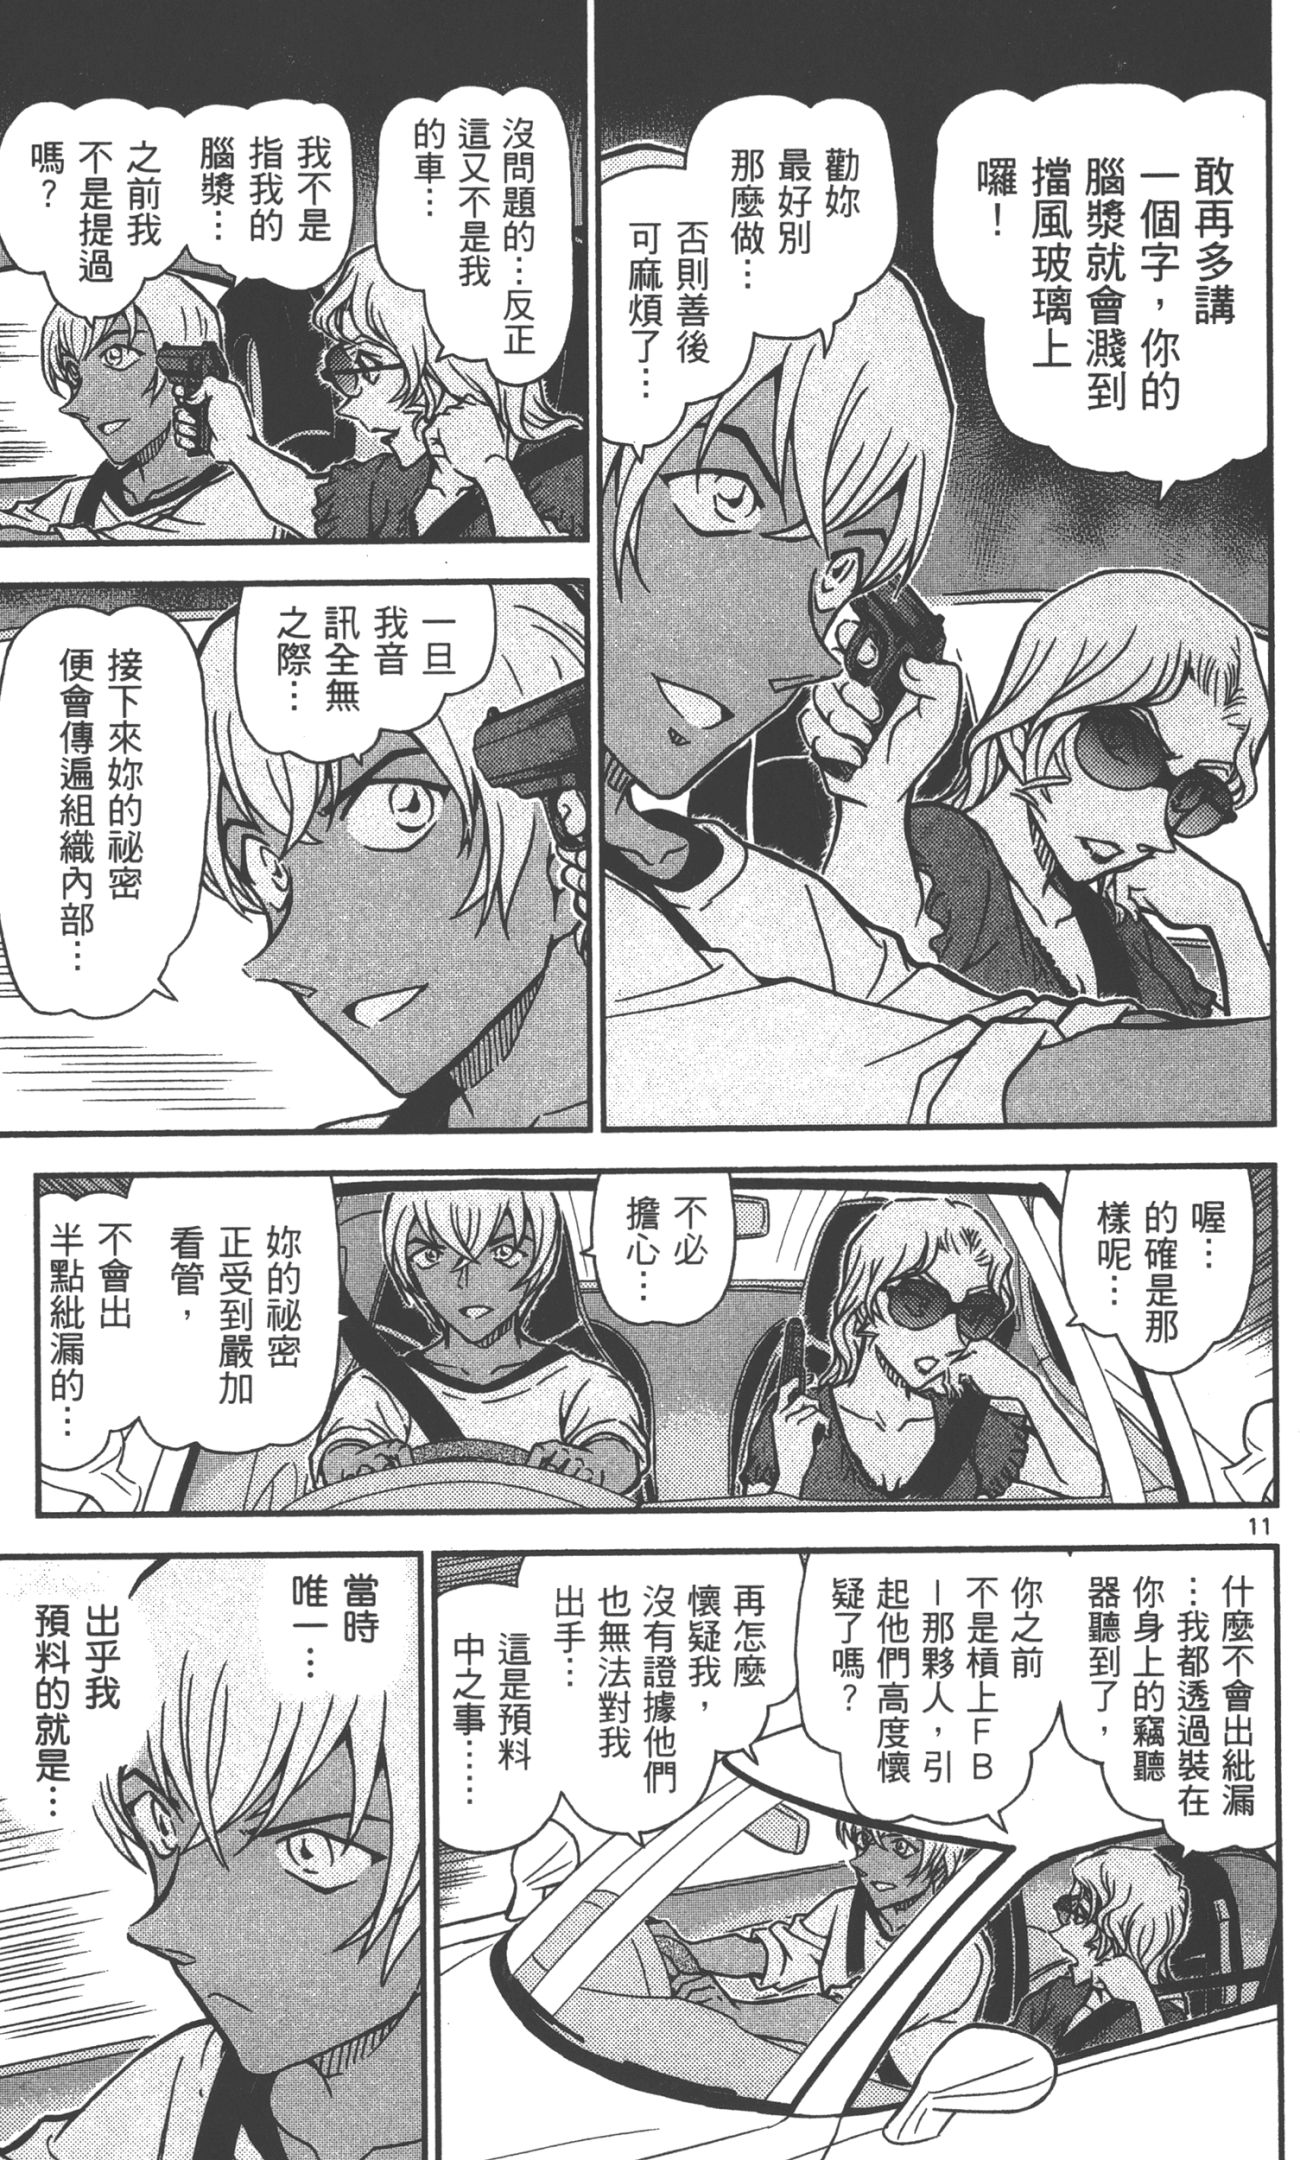 敢再多講
一個字，你的
腦漿就會濺到
擋風玻璃上
囉！
勸妳
最好別
那麼做…
否則善後
可麻煩了…
沒問題的…反正
這又不是我
的車…
我不是
指我的
腦漿…
之前我
不是提過
嗎？
一旦
我音
訊全無
之際…
接下來妳的祕密
便會傳遍組織內部…
喔…
的確是那
樣呢…
不必
擔心…
妳的祕密
正受到嚴加
看管，
不會出
半點紕漏的…
11
什麼不會出紕漏
…我都透過裝在
你身上的竊聽
器聽到了，
你之前
不是槓上FB
I那夥人，引
起他們高度懷
疑了嗎？
再怎麼
懷疑我，
沒有證據他們
也無法對我
出手…
這是預料
中之事……
當時
唯一…
出乎我
預料的就是…